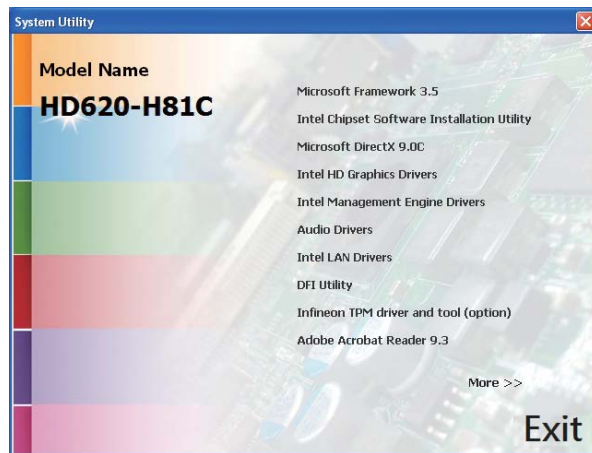 System Utility
Model Name
HD620-H81C
Microsoft Framework 3.5
Intel Chipset Software Installation Utility
Microsoft DirectX 9.0C
Intel HD Graphics Drivers
Intel Management Engine Drivers
Audio Drivers
Intel LAN Drivers
DFI Utility
Infineon TPM driver and tool (option)
Adobe Acrobat Reader 9.3
More >>
Exit